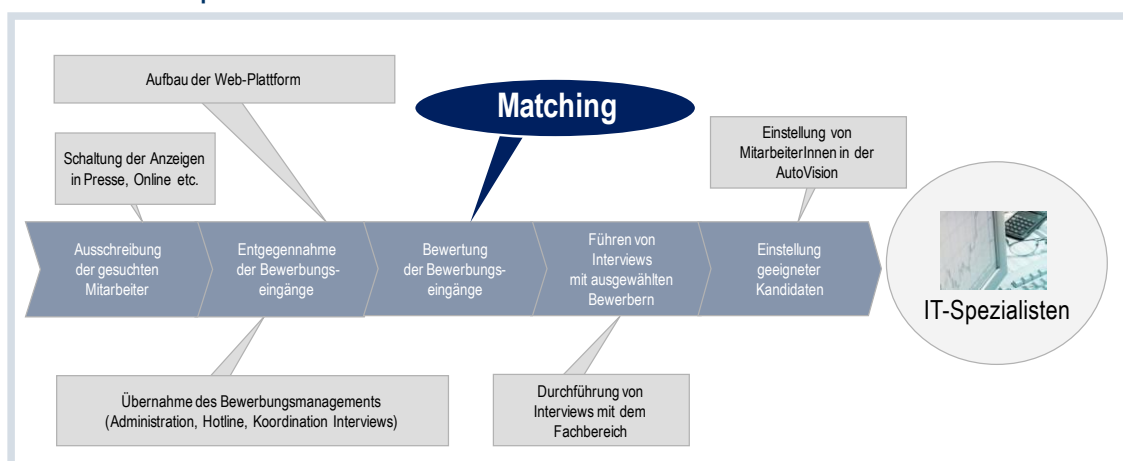 Aufbau der Web-Plattform
Matching
Schaltung der Anzeigen
in Presse, Online etc.
Einstellung von
MitarbeiterInnen in der
AutoVision
Ausschreibung
der gesuchten
Mitarbeiter
Entgegennahme
der Bewerbungs-
eingänge
Bewertung
der Bewerbungs-
eingänge
Führen von
Interviews
mit ausgewählten
Bewerbern
Einstellung
geeigneter
Kandidaten
IT-Spezialisten
Übernahme des Bewerbungsmanagements
(Administration, Hotline, Koordination Interviews)
Durchführung von
Interviews mit dem
Fachbereich